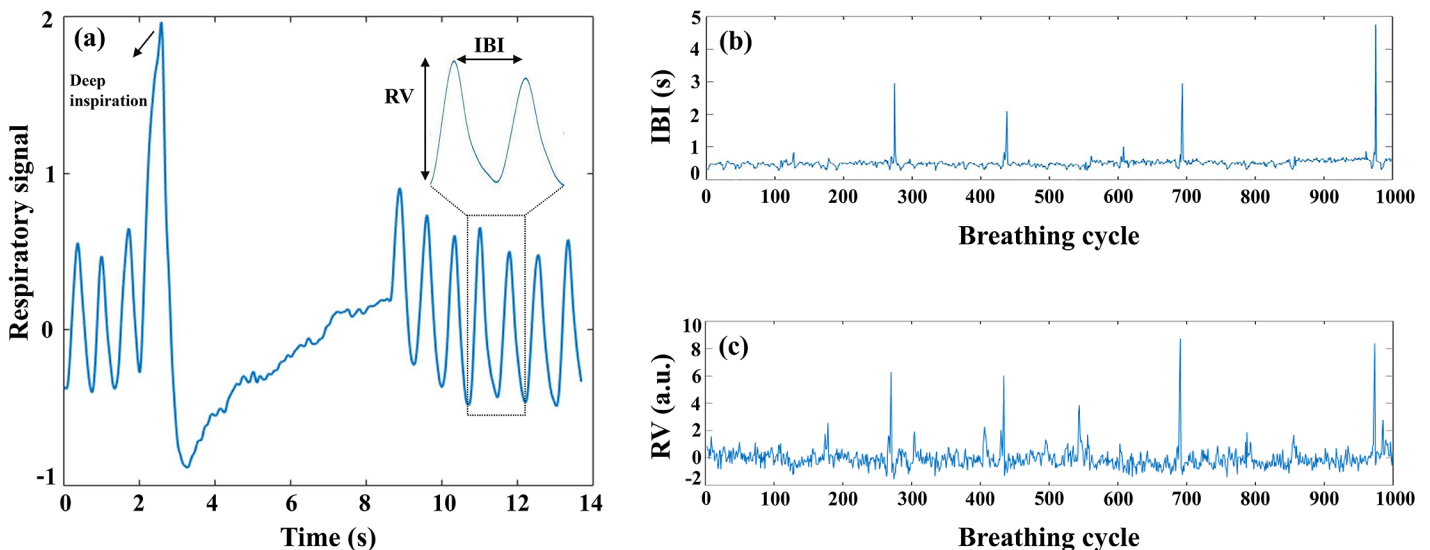 (a)
Deep
inspiration
IBI
RV
Respiratory signal
2
1
0
-1
0 2 4 6 8 10 12 14
Time (s)
(b)
IBI (s)
5
4
3
2
1
0
0 100 200 300 400 500 600 700 800 900 1000
Breathing cycle
(c)
RV (a.u.)
10
8
6
4
2
0
-2
0 100 200 300 400 500 600 700 800 900 1000
Breathing cycle